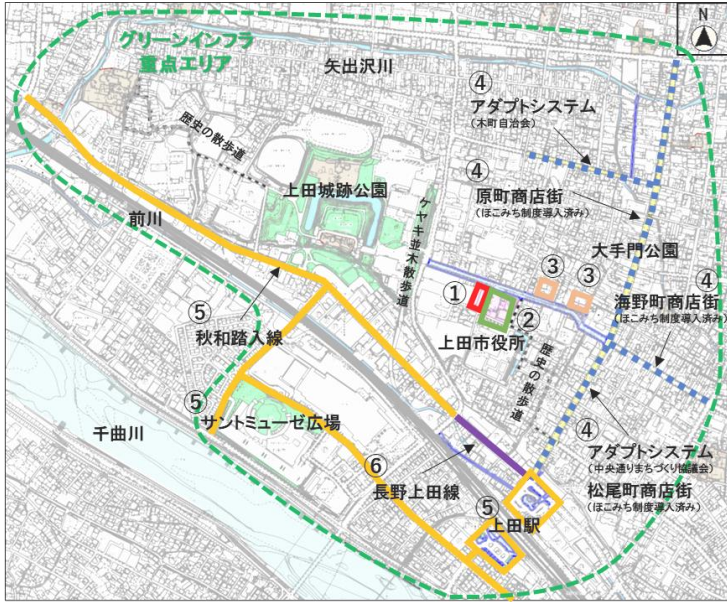 グリーンインフラ
重点エリア
矢出沢川
N
④
アダプトシステム
(木町自治会)
歴史の散歩道
上田城跡公園
④
原町商店街
(ほこみち制度導入済み)
ケヤキ並木散歩道
前川
大手門公園
③
③
④
海野町商店街
(ほこみち制度導入済み)
①
②
上田市役所
⑤
秋和踏入線
歴史の散歩道
⑤
サントミューゼ広場
千曲川
④
アダプトシステム
(中央通りまちづくり協議会)
松尾町商店街
(ほこみち制度導入済み)
⑥
長野上田線
⑤
上田駅